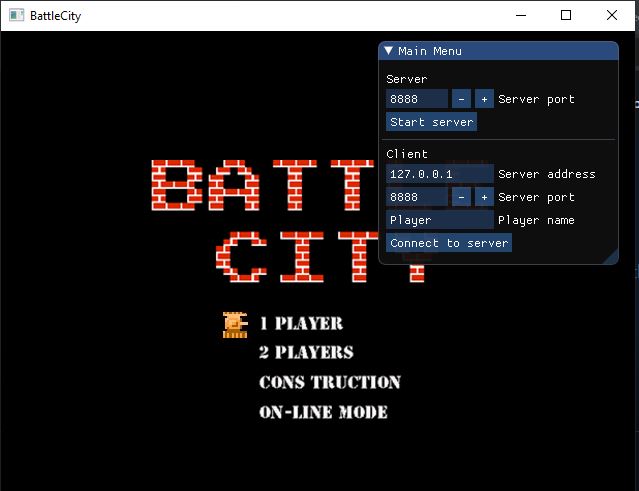 BattleCity
Main Menu
Server
8888 - + Server port
Start server
Client
127.0.0.1 Server address
8888 - + Server port
Player Player name
Connect to server
BATTLE
CITY
1 PLAYER
2 PLAYERS
CONS TRUCTION
ON-LINE MODE